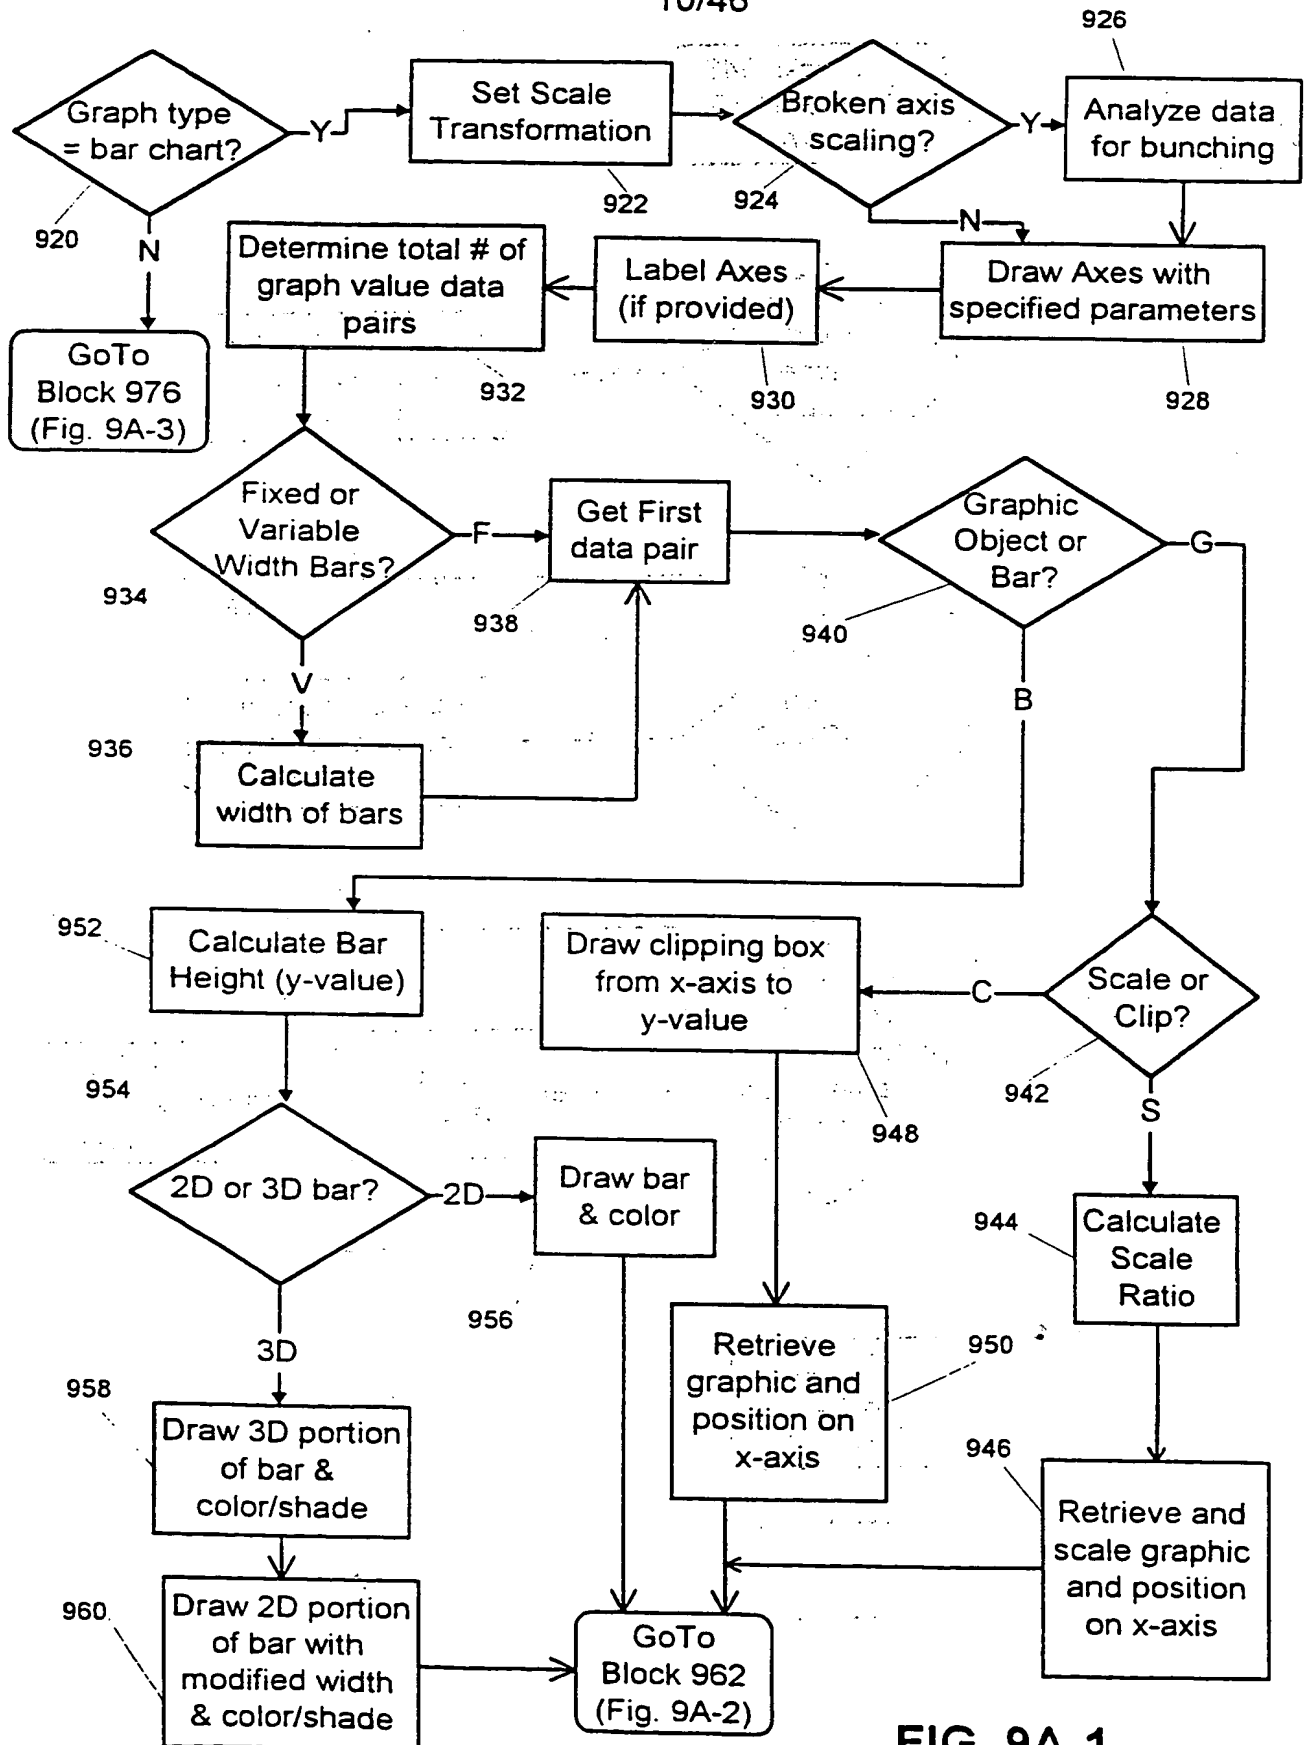 10/46
926
Graph type
= bar chart?
Y
Set Scale
Transformation
Broken axis
scaling?
Y
Analyze data
for bunching
920
922
924
N
N
Determine total # of
graph value data
pairs
Label Axes
(if provided)
Draw Axes with
specified parameters
GoTo
Block 976
(Fig. 9A-3)
932
930
928
Fixed or
Variable
Width Bars?
F
Get First
data pair
Graphic
Object or
Bar?
G
934
938
940
V
B
936
Calculate
width of bars
952
Calculate Bar
Height (y-value)
Draw clipping box
from x-axis to
y-value
C
Scale or
Clip?
954
942
948
S
2D or 3D bar?
2D
Draw bar
& color
944
Calculate
Scale
Ratio
956
3D
Retrieve
graphic and
position on
x-axis
950
958
Draw 3D portion
of bar &
color/shade
946
Retrieve and
scale graphic
and position
on x-axis
960
Draw 2D portion
of bar with
modified width
& color/shade
GoTo
Block 962
(Fig. 9A-2)
FIG. 9A-1